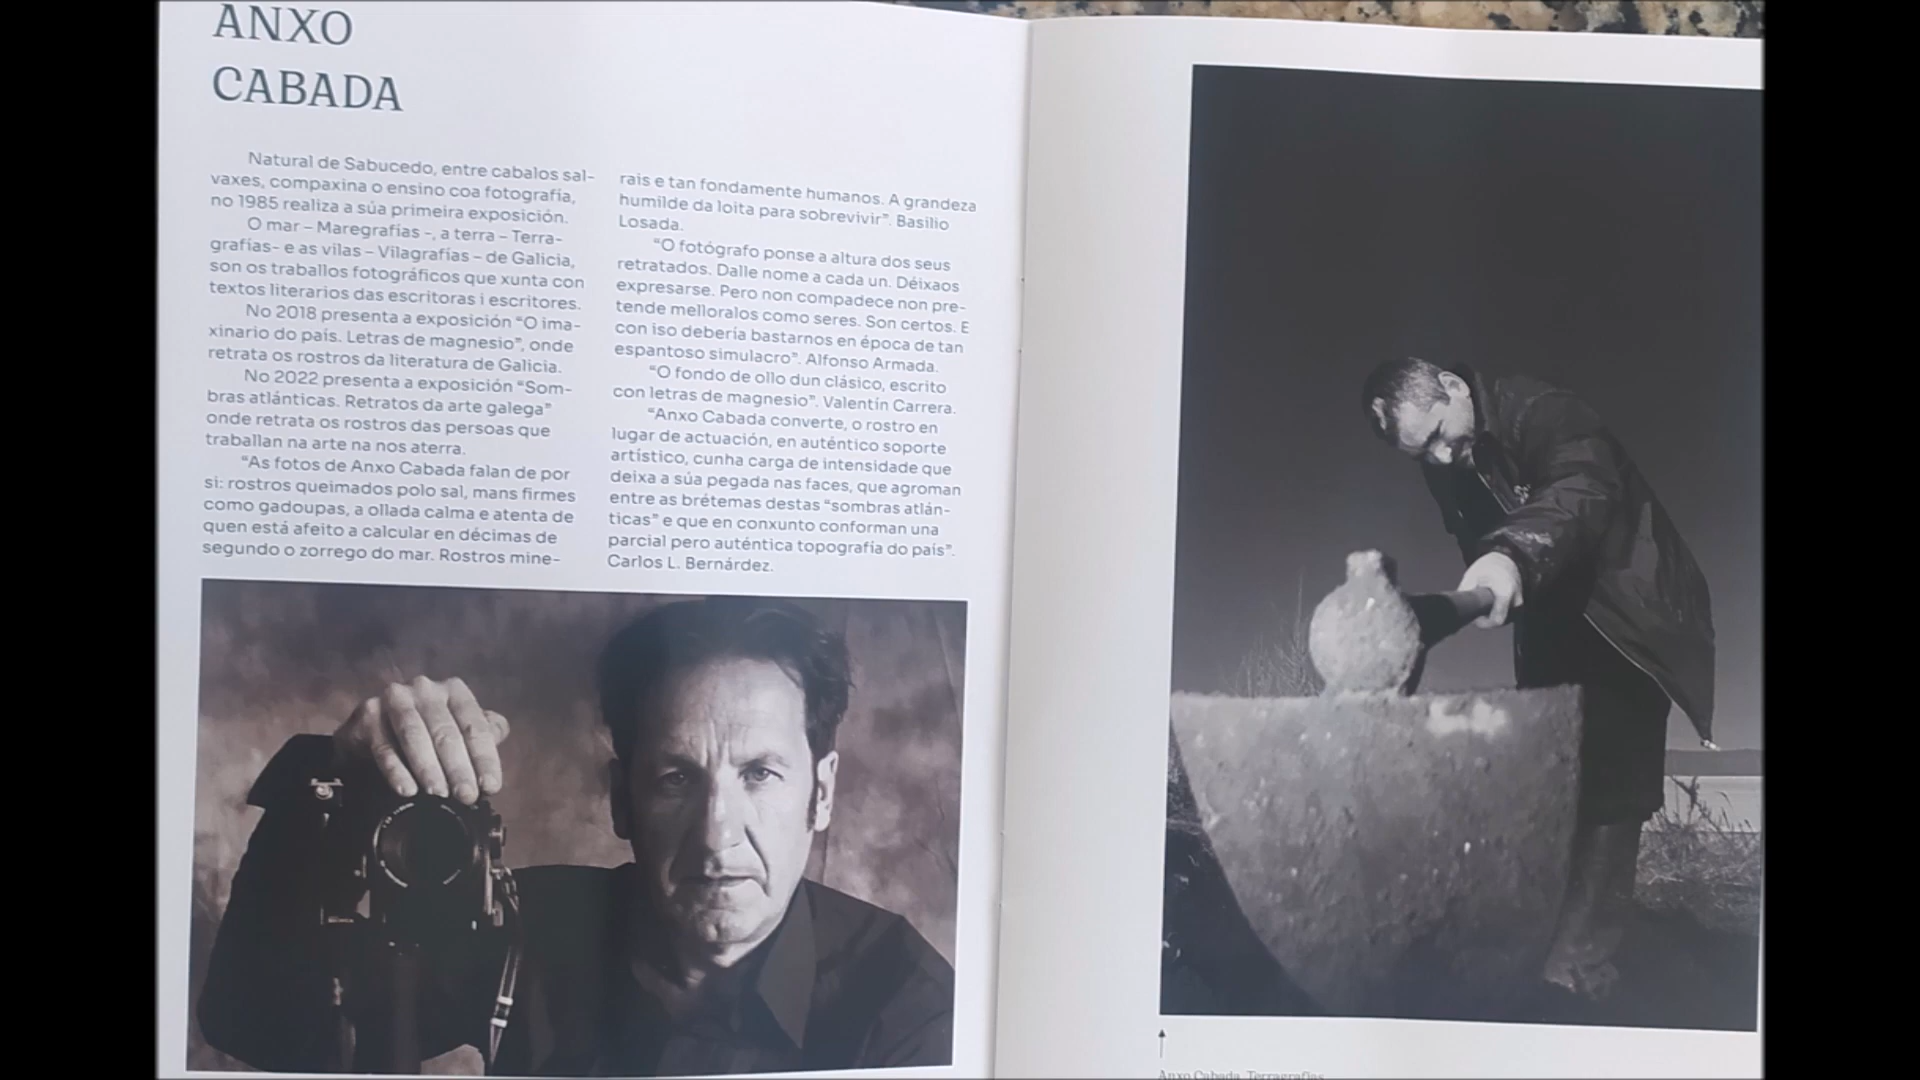 ANXO
CABADA
Natural de Sabucedo, entre cabalos sal-
vaxes, compaxina o ensino coa fotografía,
no 1985 realiza a súa primeira exposición.
O mar – Maregrafías -, a terra – Terra-
grafías- e as vilas – Vilagrafías – de Galicia,
son os traballos fotográficos que xunta con
textos literarios das escritoras i escritores.
No 2018 presenta a exposición “O ima-
xinario do país. Letras de magnesio”, onde
retrata os rostros da literatura de Galicia.
No 2022 presenta a exposición “Som-
bras atlánticas. Retratos da arte galega”
onde retrata os rostros das persoas que
traballan na arte na nos aterra.
“As fotos de Anxo Cabada falan de por
si: rostros queimados polo sal, mans firmes
como gadoupas, a ollada calma e atenta de
quen está afeito a calcular en décimas de
segundo o zorrego do mar. Rostros mine-
rais e tan fondamente humanos. A grandeza
humilde da loita para sobrevivir”. Basilio
Losada.
“O fotógrafo ponse a altura dos seus
retratados. Dalle nome a cada un. Déixaos
expresarse. Pero non compadece non pre-
tende melloralos como seres. Son certos. E
con iso debería bastarnos en época de tan
espantoso simulacro”. Alfonso Armada.
“O fondo de ollo dun clásico, escrito
con letras de magnesio”. Valentín Carrera.
“Anxo Cabada converte, o rostro en
lugar de actuación, en auténtico soporte
artístico, cunha carga de intensidade que
deixa a súa pegada nas faces, que agroman
entre as brétemas destas “sombras atlán-
ticas” e que en conxunto conforman una
parcial pero auténtica topografía do país”.
Carlos L. Bernárdez.
Anxo Cabada. Terragrafías